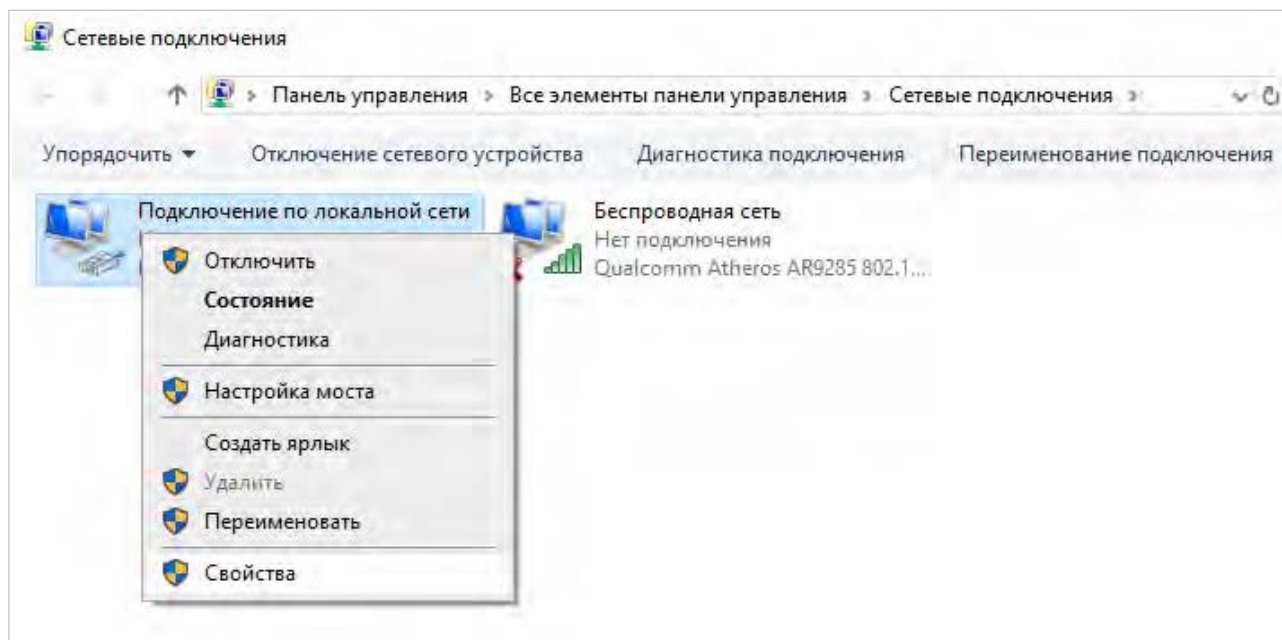 Сетевые подключения
Панель управления > Все элементы панели управления > Сетевые подключения >
Упорядочить Отключение сетевого устройства Диагностика подключения Переименование подключения
Подключение по локальной сети
Беспроводная сеть
Нет подключения
Qualcomm Atheros AR9285 802.1...
Отключить
Состояние
Диагностика
Настройка моста
Создать ярлык
Удалить
Переименовать
Свойства